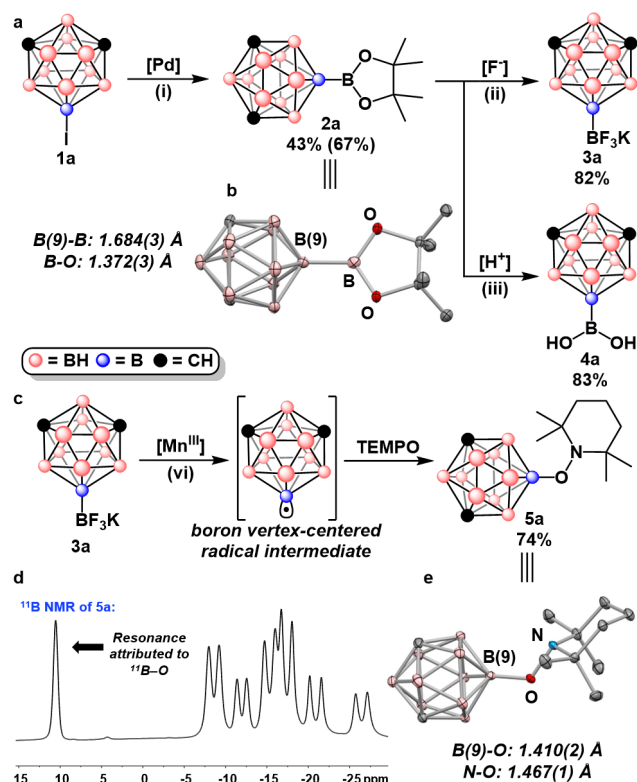 a
[Pd]
(i)
I
1a
B
O
O
2a
43% (67%)
[F⁻]
(ii)
BF₃K
3a
82%
b
B(9)-B: 1.684(3) Å
B-O: 1.372(3) Å
B(9)
B
O
O
[H⁺]
(iii)
B
HO
OH
4a
83%
= BH = B = CH
c
BF₃K
3a
[Mnᴵᴵᴵ]
(vi)
boron vertex-centered
radical intermediate
TEMPO
O
N
5a
74%
d
¹¹B NMR of 5a:
Resonance
attributed to
¹¹B–O
15 10 5 0 -5 -10 -15 -20 -25 ppm
e
N
B(9)
O
B(9)-O: 1.410(2) Å
N-O: 1.467(1) Å